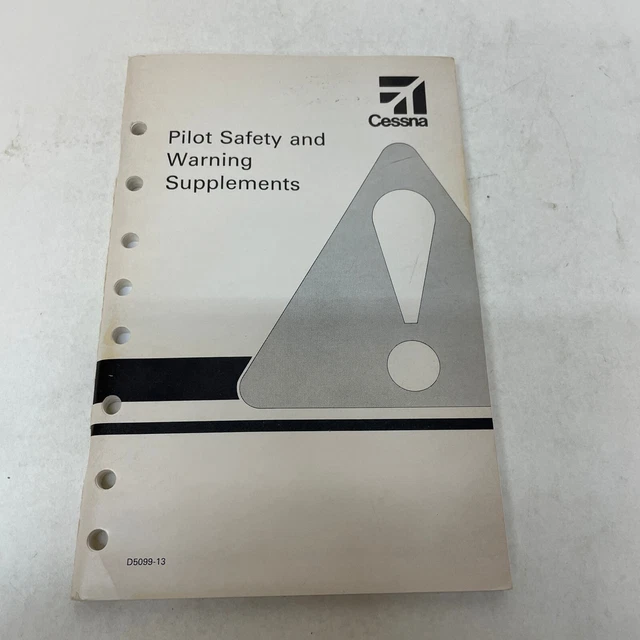 Cessna
Pilot Safety and
Warning
Supplements
D5099-13